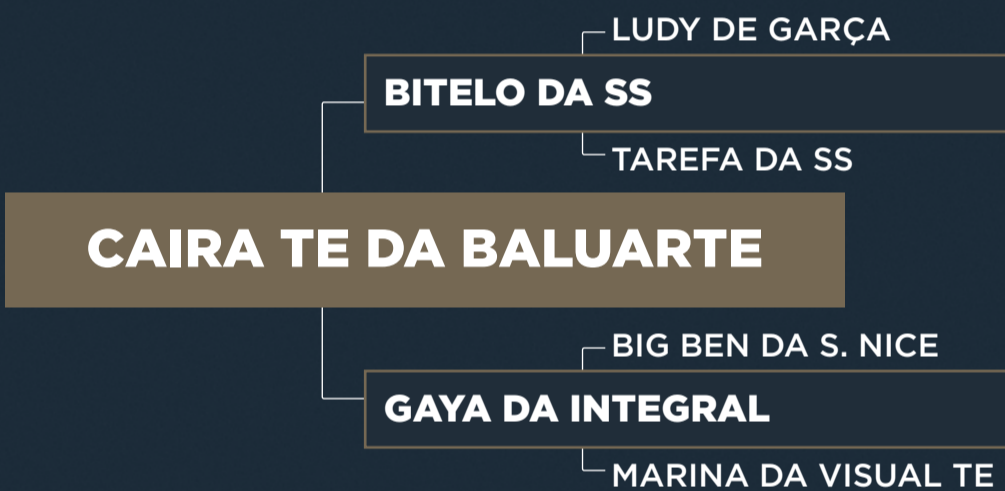 LUDY DE GARÇA
BITELO DA SS
TAREFA DA SS
CAIRA TE DA BALUARTE
BIG BEN DA S. NICE
GAYA DA INTEGRAL
MARINA DA VISUAL TE